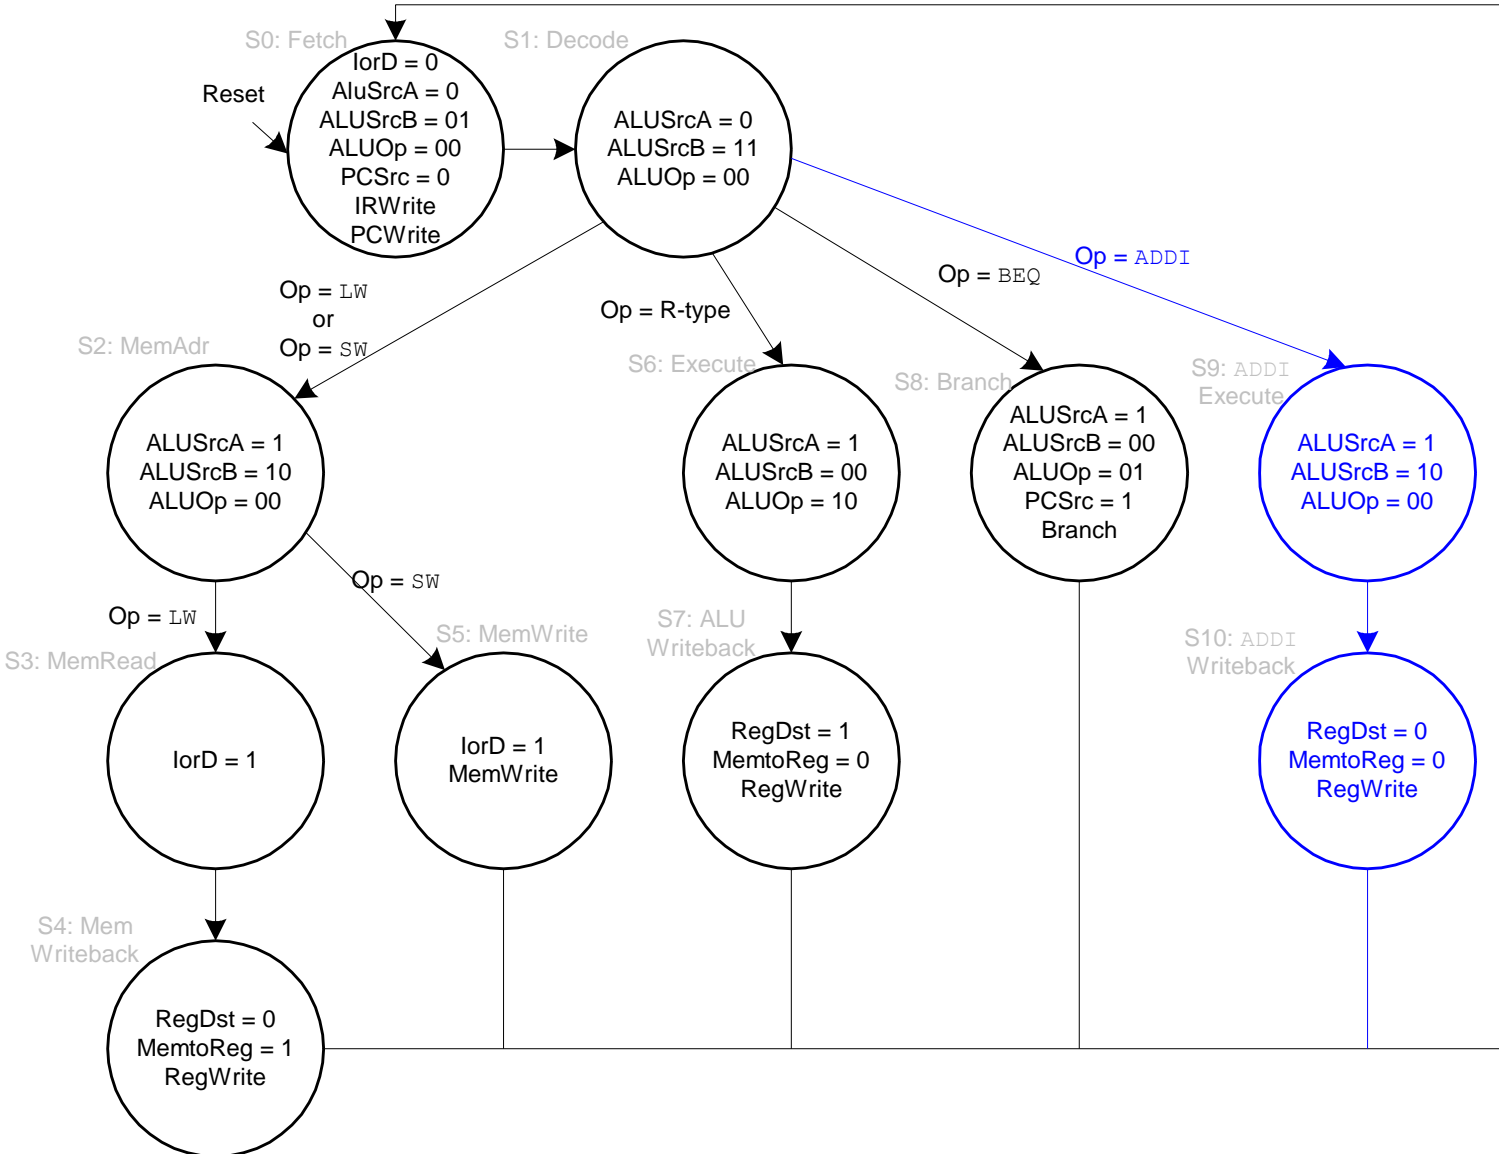 S0: Fetch
S1: Decode
Reset
IorD = 0
AluSrcA = 0
ALUSrcB = 01
ALUOp = 00
PCSrc = 0
IRWrite
PCWrite
ALUSrcA = 0
ALUSrcB = 11
ALUOp = 00
Op = LW
or
Op = SW
Op = R-type
Op = BEQ
Op = ADDI
S2: MemAdr
ALUSrcA = 1
ALUSrcB = 10
ALUOp = 00
S6: Execute
ALUSrcA = 1
ALUSrcB = 00
ALUOp = 10
S8: Branch
ALUSrcA = 1
ALUSrcB = 00
ALUOp = 01
PCSrc = 1
Branch
S9: ADDI
Execute
ALUSrcA = 1
ALUSrcB = 10
ALUOp = 00
Op = LW
Op = SW
S3: MemRead
IorD = 1
S5: MemWrite
IorD = 1
MemWrite
S7: ALU
Writeback
RegDst = 1
MemtoReg = 0
RegWrite
S10: ADDI
Writeback
RegDst = 0
MemtoReg = 0
RegWrite
S4: Mem
Writeback
RegDst = 0
MemtoReg = 1
RegWrite